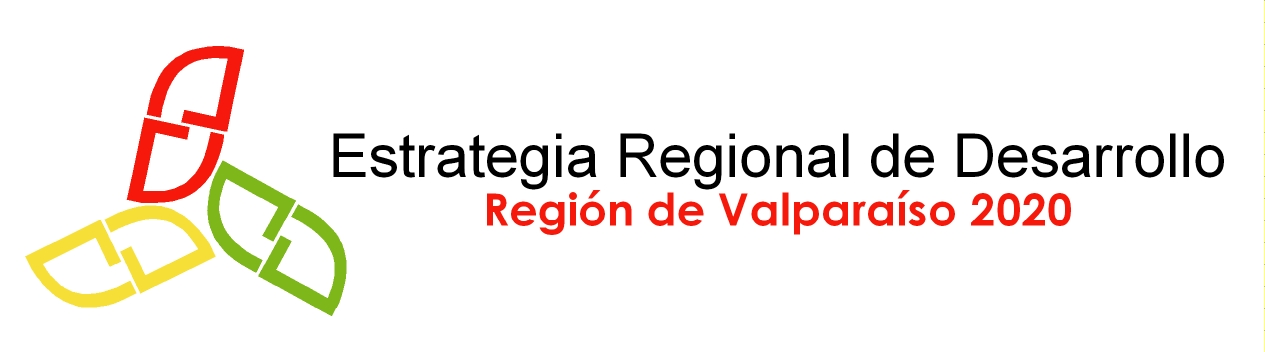 Estrategia Regional de Desarrollo
Región de Valparaíso 2020